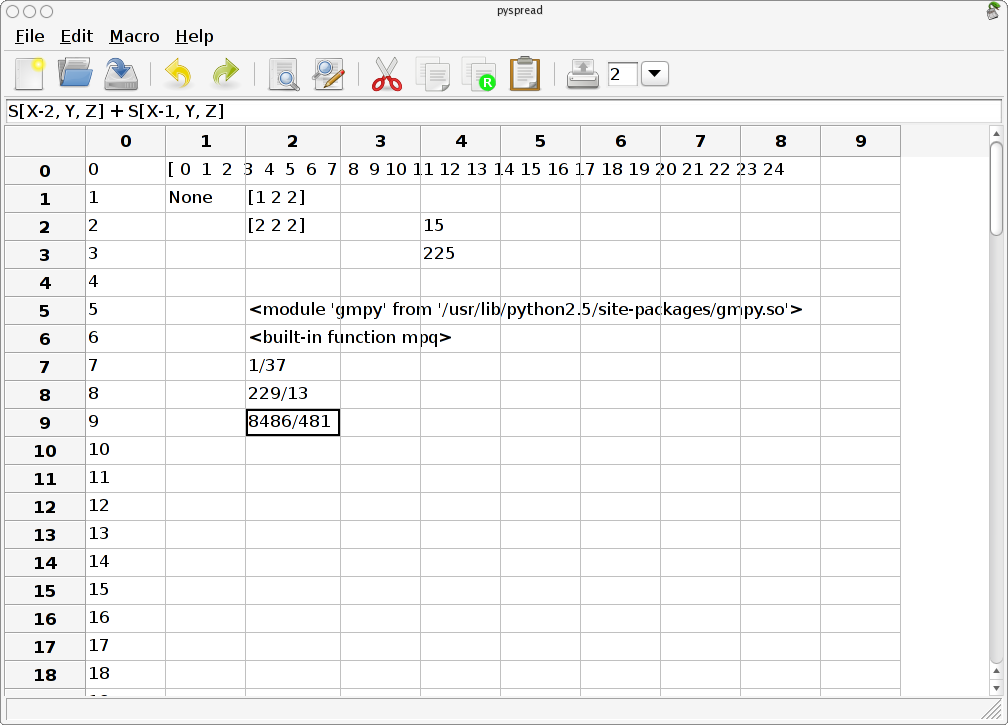 pyspread
File Edit Macro Help
R 2
S[X-2, Y, Z] + S[X-1, Y, Z]
0 1 2 3 4 5 6 7 8 9
0 0 [ 0 1 2 3 4 5 6 7 8 9 10 11 12 13 14 15 16 17 18 19 20 21 22 23 24
1 1 None [1 2 2]
2 2 [2 2 2] 15
3 3 225
4 4
5 5 <module 'gmpy' from '/usr/lib/python2.5/site-packages/gmpy.so'>
6 6 <built-in function mpq>
7 7 1/37
8 8 229/13
9 9 8486/481
10 10
11 11
12 12
13 13
14 14
15 15
16 16
17 17
18 18